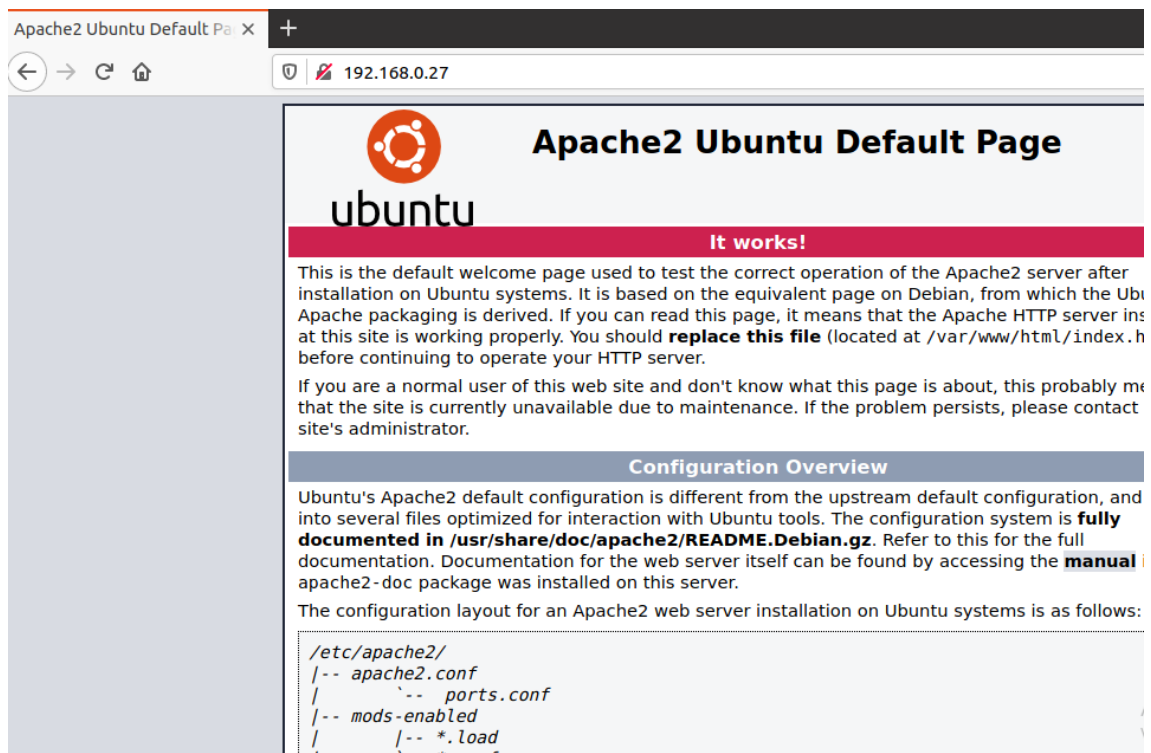 Apache2 Ubuntu Default Pa
192.168.0.27
ubuntu
Apache2 Ubuntu Default Page
It works!
This is the default welcome page used to test the correct operation of the Apache2 server after
installation on Ubuntu systems. It is based on the equivalent page on Debian, from which the Ubu
Apache packaging is derived. If you can read this page, it means that the Apache HTTP server ins
at this site is working properly. You should replace this file (located at /var/www/html/index.h
before continuing to operate your HTTP server.
If you are a normal user of this web site and don't know what this page is about, this probably me
that the site is currently unavailable due to maintenance. If the problem persists, please contact
site's administrator.
Configuration Overview
Ubuntu's Apache2 default configuration is different from the upstream default configuration, and
into several files optimized for interaction with Ubuntu tools. The configuration system is fully
documented in /usr/share/doc/apache2/README.Debian.gz. Refer to this for the full
documentation. Documentation for the web server itself can be found by accessing the manual i
apache2-doc package was installed on this server.
The configuration layout for an Apache2 web server installation on Ubuntu systems is as follows:
/etc/apache2/
|-- apache2.conf
|       `--  ports.conf
|-- mods-enabled
|       |-- *.load